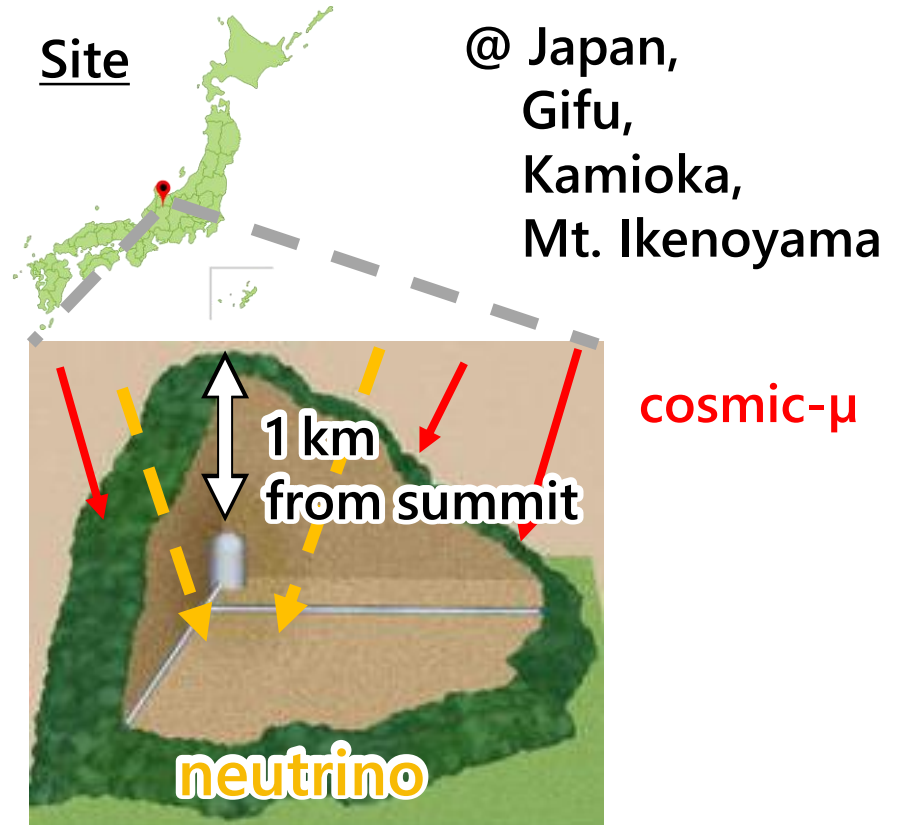 Site
@ Japan,
Gifu,
Kamioka,
Mt. Ikenoyama
cosmic-μ
1 km
from summit
neutrino